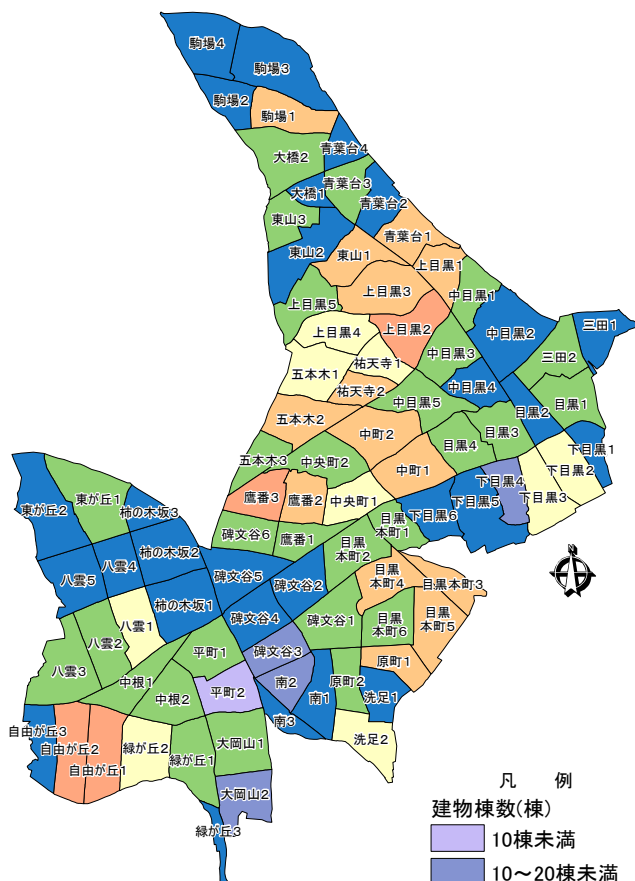 駒場4
駒場3
駒場2
駒場1
青葉台4
大橋2
青葉台3
大橋1
青葉台2
東山3
青葉台1
東山2
東山1
上目黒1
上目黒3
中目黒1
上目黒5
三田1
上目黒4
上目黒2
中目黒2
中目黒3
三田2
祐天寺1
五本木1
祐天寺2
中目黒4
目黒2
目黒1
中目黒5
五本木2
中町2
目黒4
目黒3
下目黒1
五本木3
中央町2
中町1
下目黒2
下目黒4
下目黒3
東が丘1
東が丘2
鷹番3
鷹番2
中央町1
下目黒5
下目黒6
柿の木坂3
碑文谷6
鷹番1
目黒
本町1
目黒
本町2
柿の木坂2
八雲4
八雲5
碑文谷5
碑文谷2
目黒
本町4
目黒本町3
柿の木坂1
碑文谷4
碑文谷1
目黒
本町6
目黒
本町5
八雲1
八雲2
平町1
碑文谷3
八雲3
原町1
中根1
南2
原町2
平町2
南1
洗足1
中根2
南3
自由が丘3
自由が丘2
緑が丘2
大岡山1
洗足2
緑が丘1
自由が丘1
大岡山2
緑が丘3
凡 例
建物棟数(棟)
10棟未満
10～20棟未満